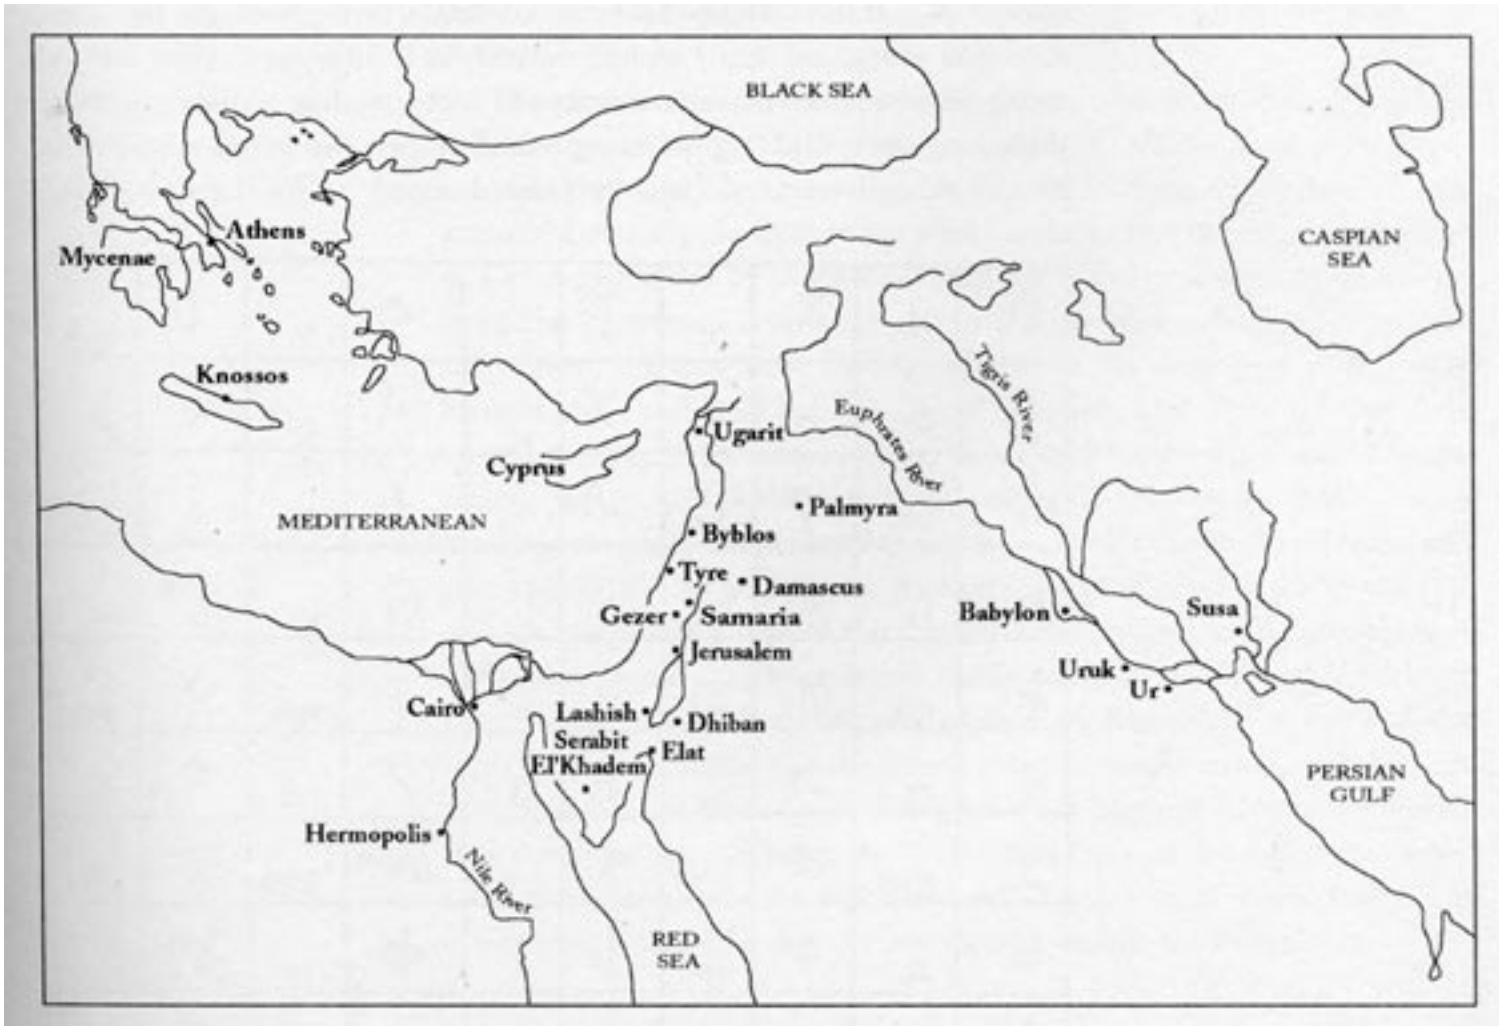 BLACK SEA
Athens
Mycenae
CASPIAN
SEA
Knossos
Tigris River
Euphrates River
Ugarit
Cyprus
MEDITERRANEAN
Palmyra
Byblos
Tyre
Damascus
Gezer
Samaria
Babylon
Susa
Jerusalem
Uruk
Ur
Cairo
Lashish
Dhiban
Serabit
El'Khadem
Elat
PERSIAN
GULF
Hermopolis
Nile River
RED
SEA